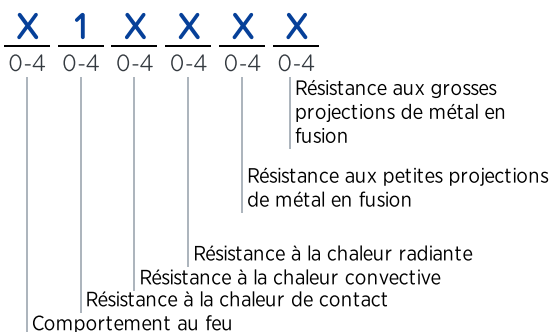 X 1 X X X X
0-4 0-4 0-4 0-4 0-4 0-4
Résistance aux grosses
projections de métal en
fusion
Résistance aux petites projections
de métal en fusion
Résistance à la chaleur radiante
Résistance à la chaleur convective
Résistance à la chaleur de contact
Comportement au feu